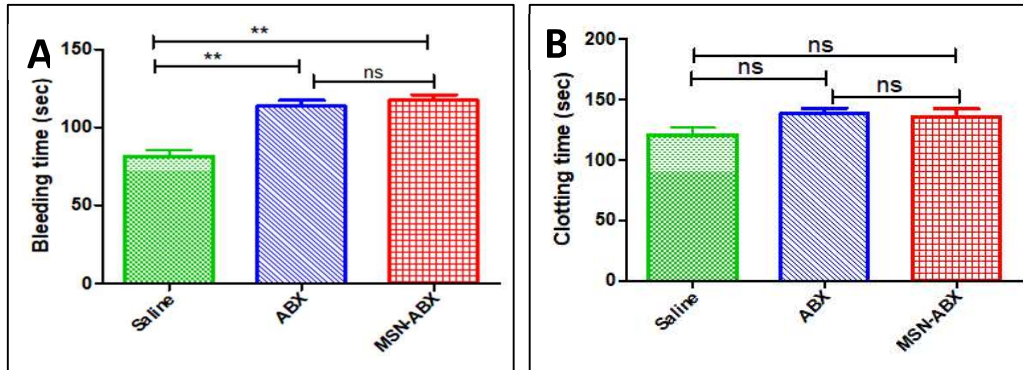 A
Bleeding time (sec)
150
100
50
0
**
**
ns
Saline
ABX
MSN-ABX
B
Clotting time (sec)
200
150
100
50
0
ns
ns
ns
Saline
ABX
MSN-ABX